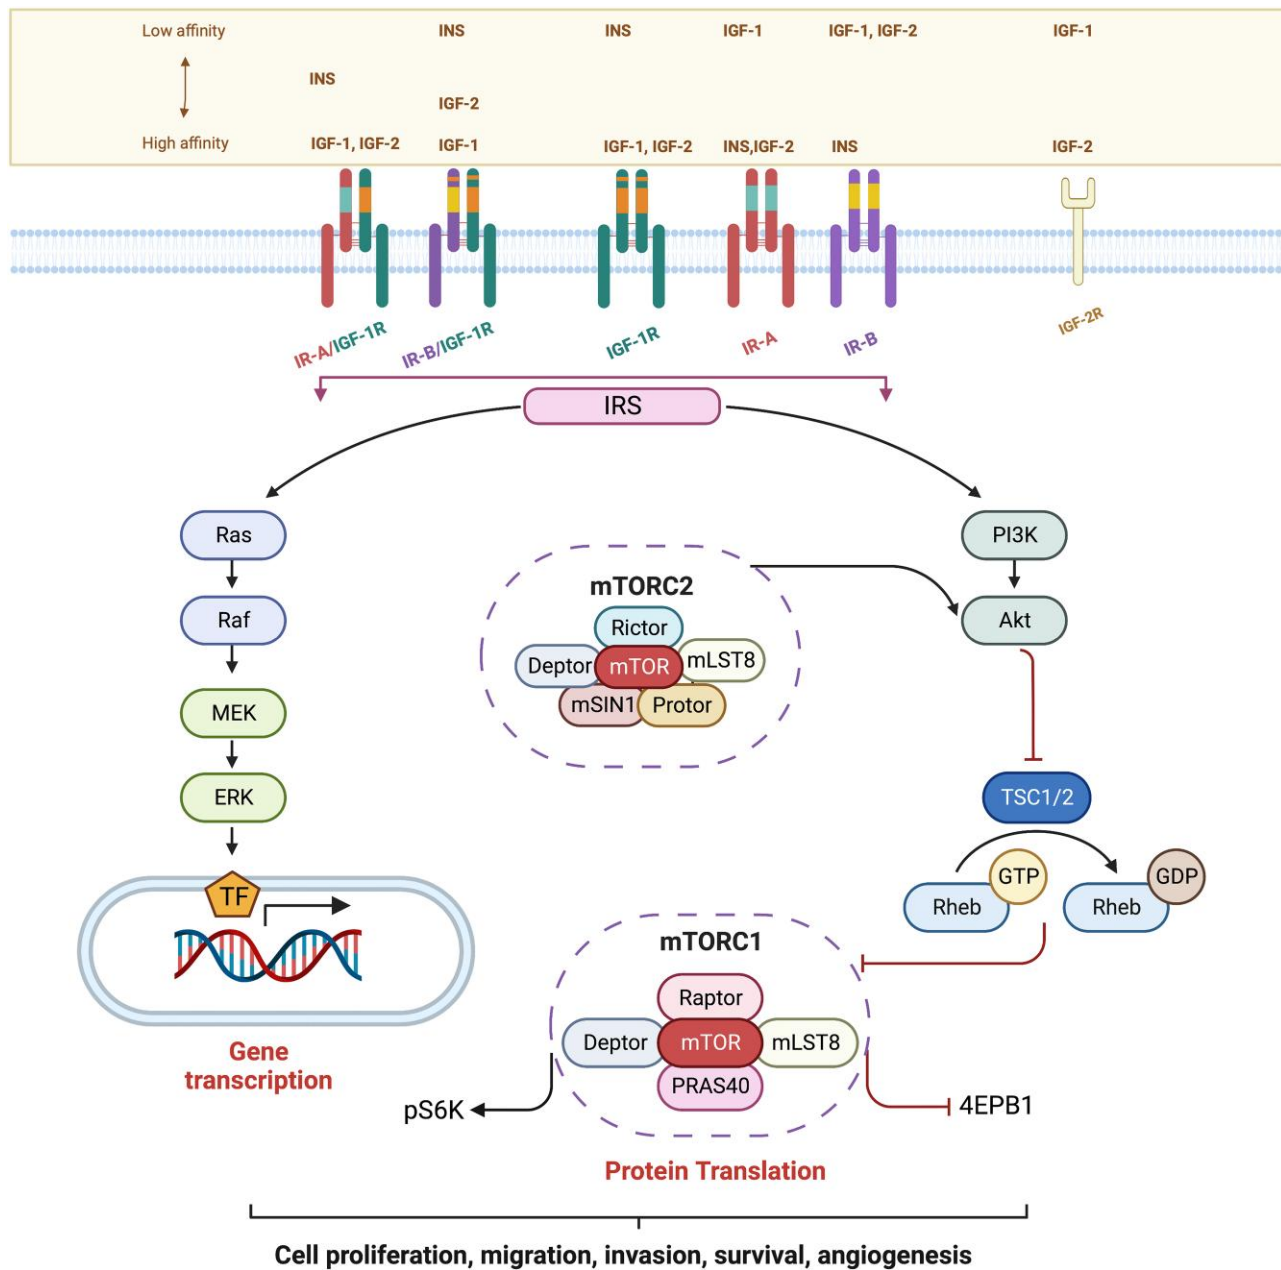 Low affinity
INS
INS
IGF-1
IGF-1, IGF-2
IGF-1
INS
IGF-2
High affinity
IGF-1, IGF-2
IGF-1
IGF-1, IGF-2
INS,IGF-2
INS
IGF-2
IR-A/IGF-1R
IR-B/IGF-1R
IGF-1R
IR-A
IR-B
IGF-2R
IRS
Ras
PI3K
mTORC2
Raf
Rictor
Akt
Deptor
mTOR
mLST8
mSIN1
Protor
MEK
ERK
TSC1/2
TF
GTP
GDP
Rheb
Rheb
mTORC1
Raptor
Deptor
mTOR
mLST8
PRAS40
Gene
transcription
pS6K
4EPB1
Protein Translation
Cell proliferation, migration, invasion, survival, angiogenesis